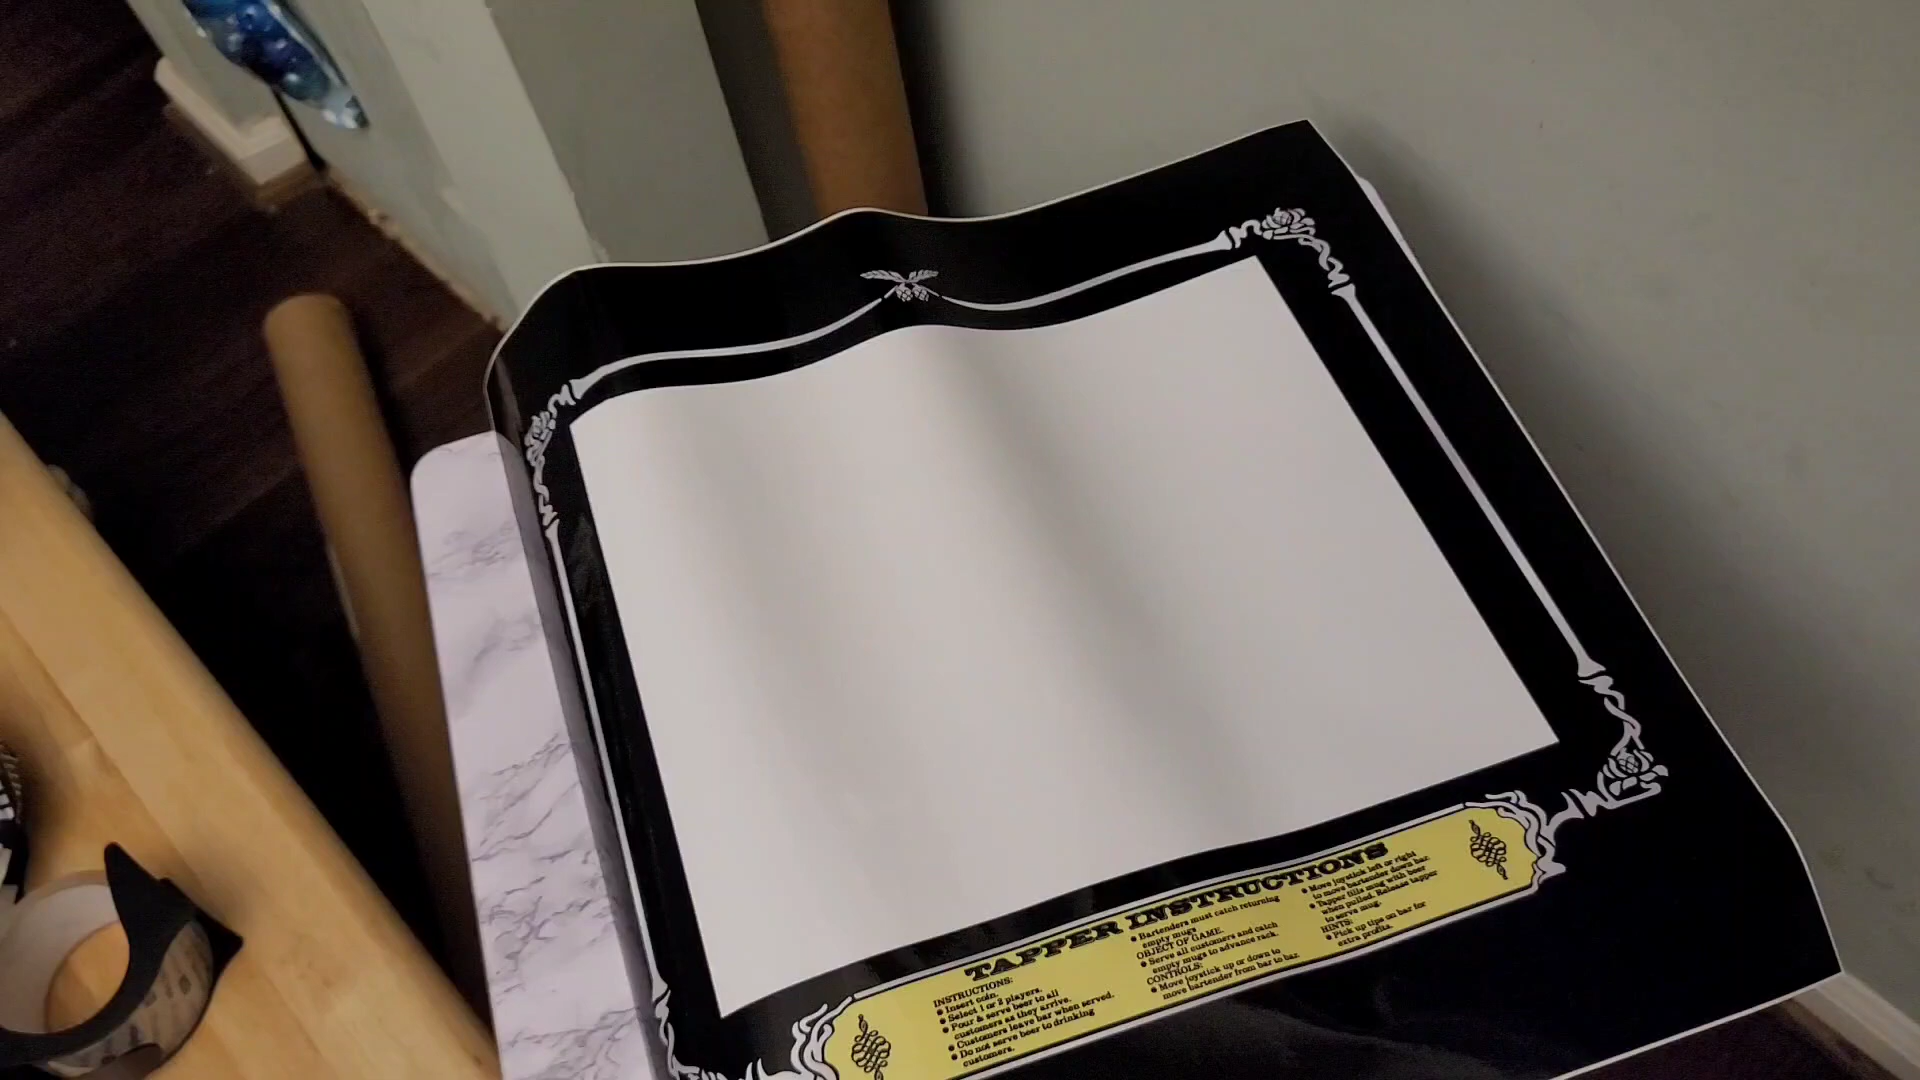 TAPPER INSTRUCTIONS
INSTRUCTIONS:
● Insert coin.
● Select 1 or 2 players.
● Pour & serve beer to all
customers as they arrive.
● Customers leave bar when served.
● Do not serve beer to drinking
customers.
● Bartenders must catch returning
empty mugs
OBJECT OF GAME.
● Serve all customers and catch
empty mugs to advance rack.
CONTROLS:
● Move joystick up or down to
move bartender from bar to bar.
● Move joystick left or right
to move bartender down bar.
● Tapper fills mug with beer
when pulled. Release tapper
to serve mug.
HINTS:
● Pick up tips on bar for
extra profits.